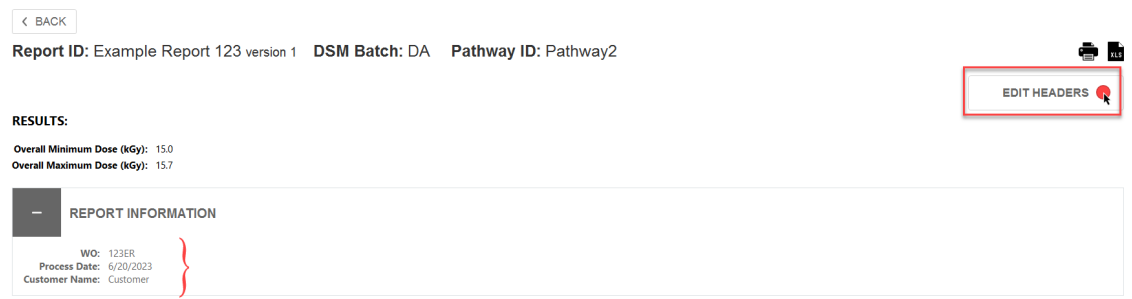 BACK
Report ID: Example Report 123 version 1 DSM Batch: DA Pathway ID: Pathway2
XLS
EDIT HEADERS
RESULTS:
Overall Minimum Dose (kGy): 15.0
Overall Maximum Dose (kGy): 15.7
REPORT INFORMATION
WO: 123ER
Process Date: 6/20/2023
Customer Name: Customer